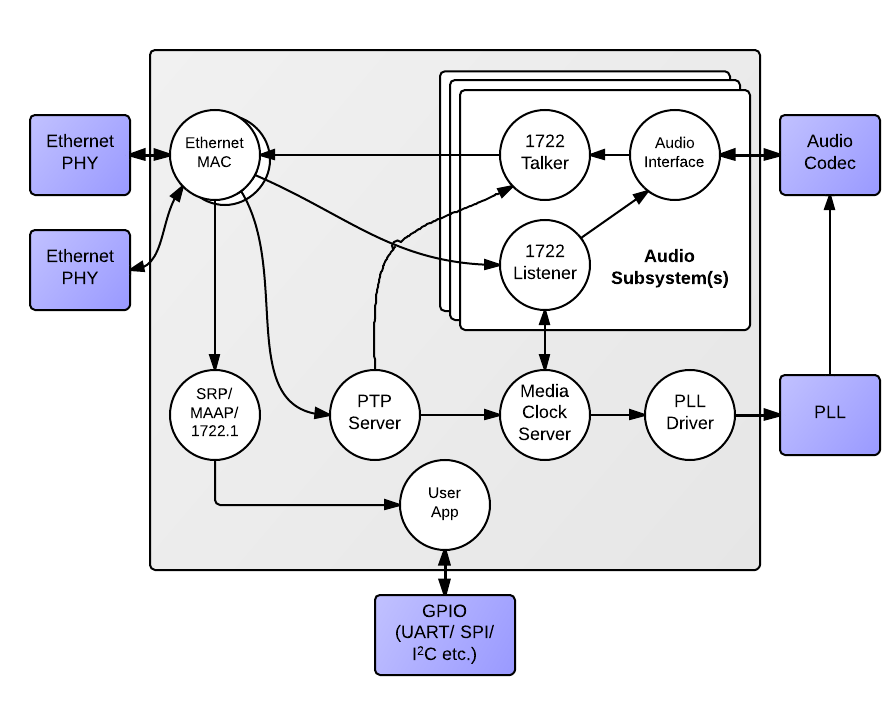 Ethernet
PHY
Ethernet
MAC
1722
Talker
Audio
Interface
Audio
Codec
Ethernet
PHY
1722
Listener
Audio
Subsystem(s)
SRP/
MAAP/
1722.1
PTP
Server
Media
Clock
Server
PLL
Driver
PLL
User
App
GPIO
(UART/ SPI/
I²C etc.)